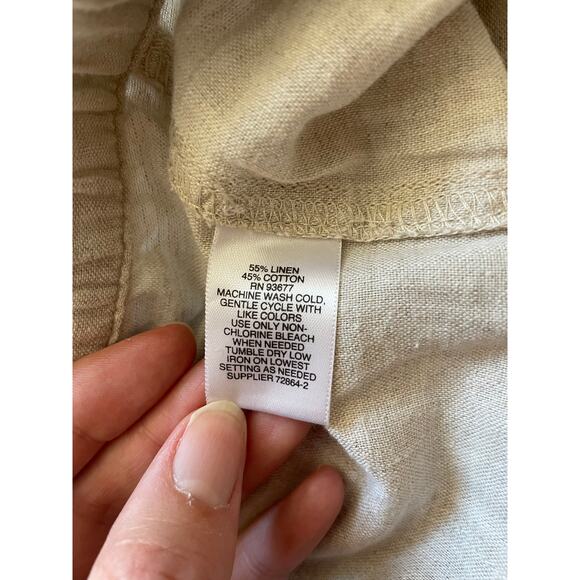 55% LINEN
45% COTTON
RN 93677
MACHINE WASH COLD,
GENTLE CYCLE WITH
LIKE COLORS
USE ONLY NON-
CHLORINE BLEACH
WHEN NEEDED
TUMBLE DRY LOW
IRON ON LOWEST
SETTING AS NEEDED
SUPPLIER 72864-2